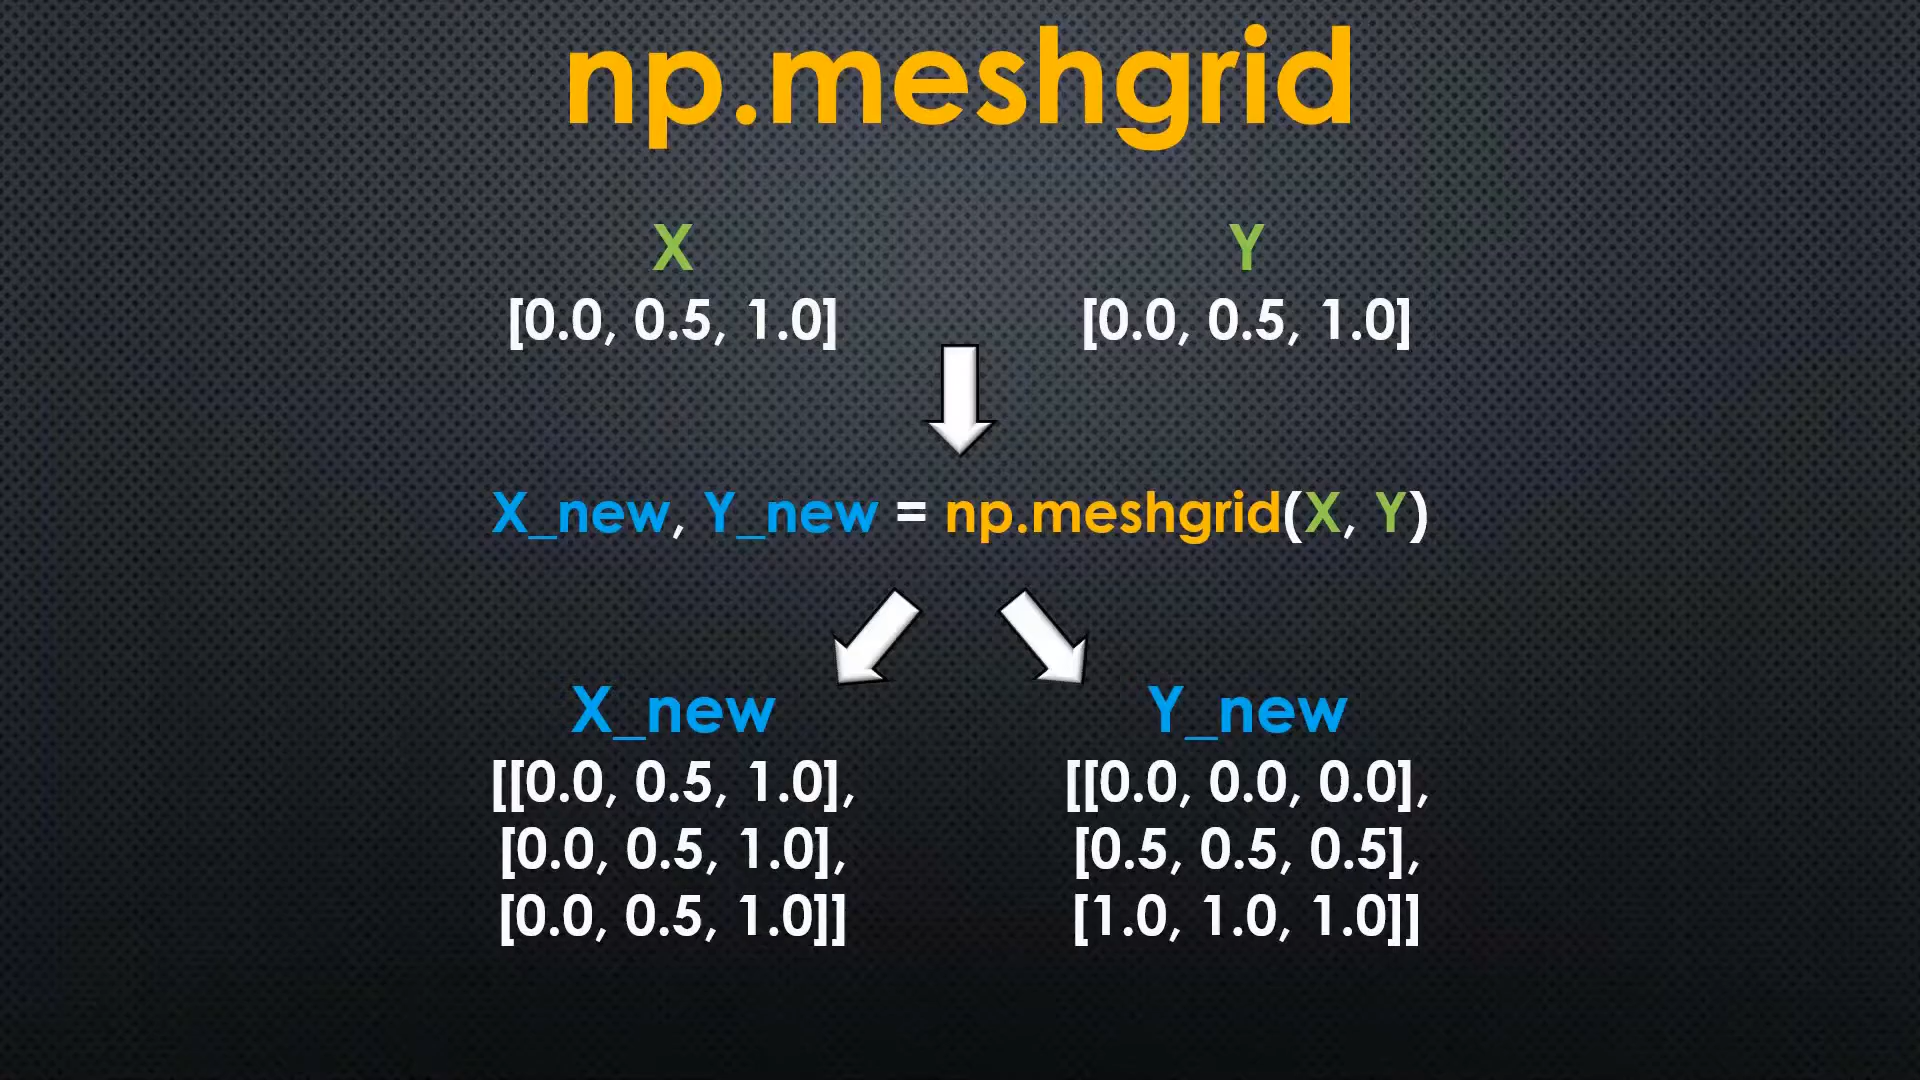 np.meshgrid
X Y
[0.0, 0.5, 1.0] [0.0, 0.5, 1.0]
X_new, Y_new = np.meshgrid(X, Y)
X_new Y_new
[[0.0, 0.5, 1.0], [[0.0, 0.0, 0.0],
[0.0, 0.5, 1.0], [0.5, 0.5, 0.5],
[0.0, 0.5, 1.0]] [1.0, 1.0, 1.0]]